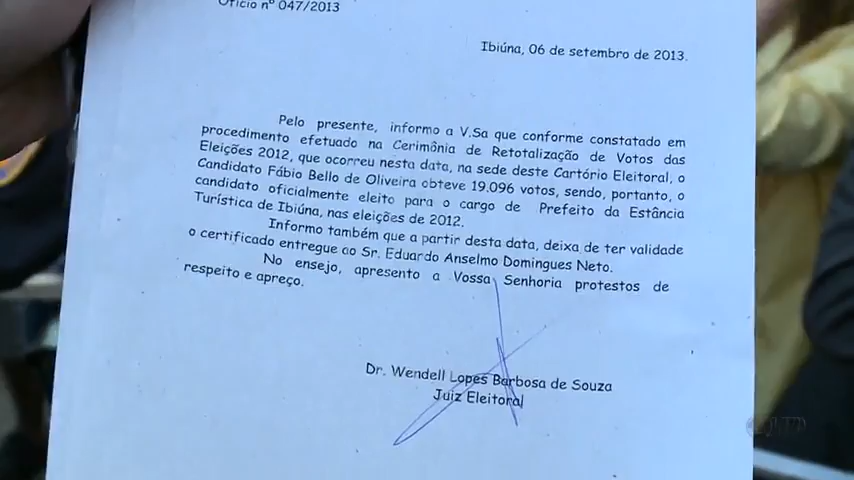 Ofício nº 047/2013
Ibiúna, 06 de setembro de 2013.
Pelo presente, informo a V.Sa que conforme constatado em
procedimento efetuado na Cerimônia de Retotalização de Votos das
Eleições 2012, que ocorreu nesta data, na sede deste Cartório Eleitoral, o
Candidato Fábio Bello de Oliveira obteve 19.096 votos, sendo, portanto, o
candidato oficialmente eleito para o cargo de Prefeito da Estância
Turística de Ibiúna, nas eleições de 2012.
Informo também que a partir desta data, deixa de ter validade
o certificado entregue ao Sr. Eduardo Anselmo Domingues Neto.
No ensejo, apresento a Vossa Senhoria protestos de
respeito e apreço.
Dr. Wendell Lopes Barbosa de Souza
Juiz Eleitoral